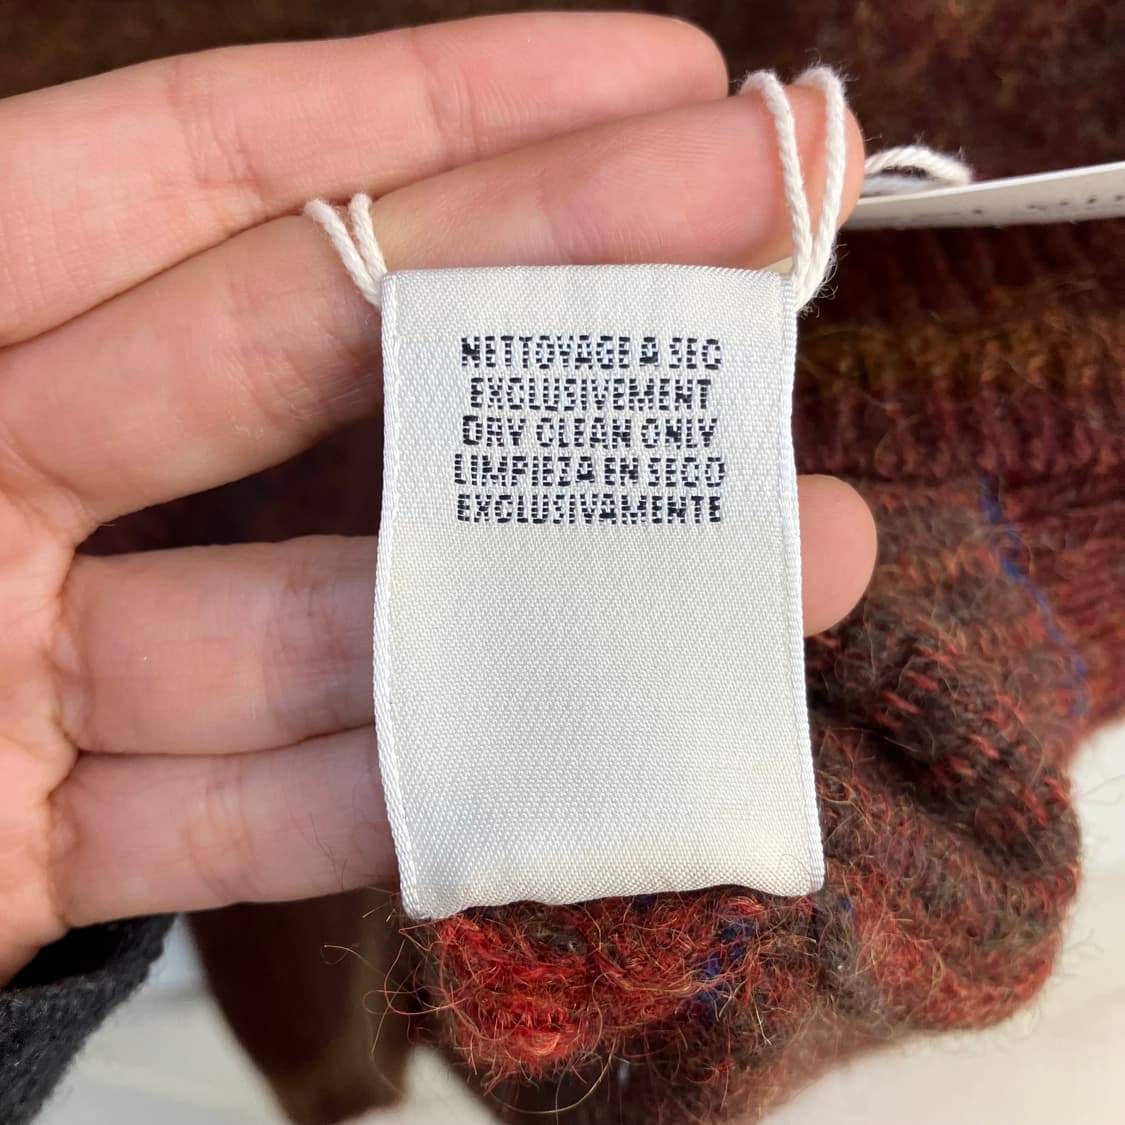 NETTOYAGE A SEC
EXCLUSIVEMENT
DRY CLEAN ONLY
LIMPIEZA EN SECO
EXCLUSIVAMENTE